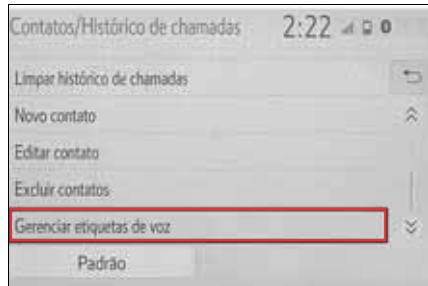 Contatos/Histórico de chamadas 2:22
Limpar histórico de chamadas
Novo contato
Editar contato
Excluir contatos
Gerenciar etiquetas de voz
Padrão